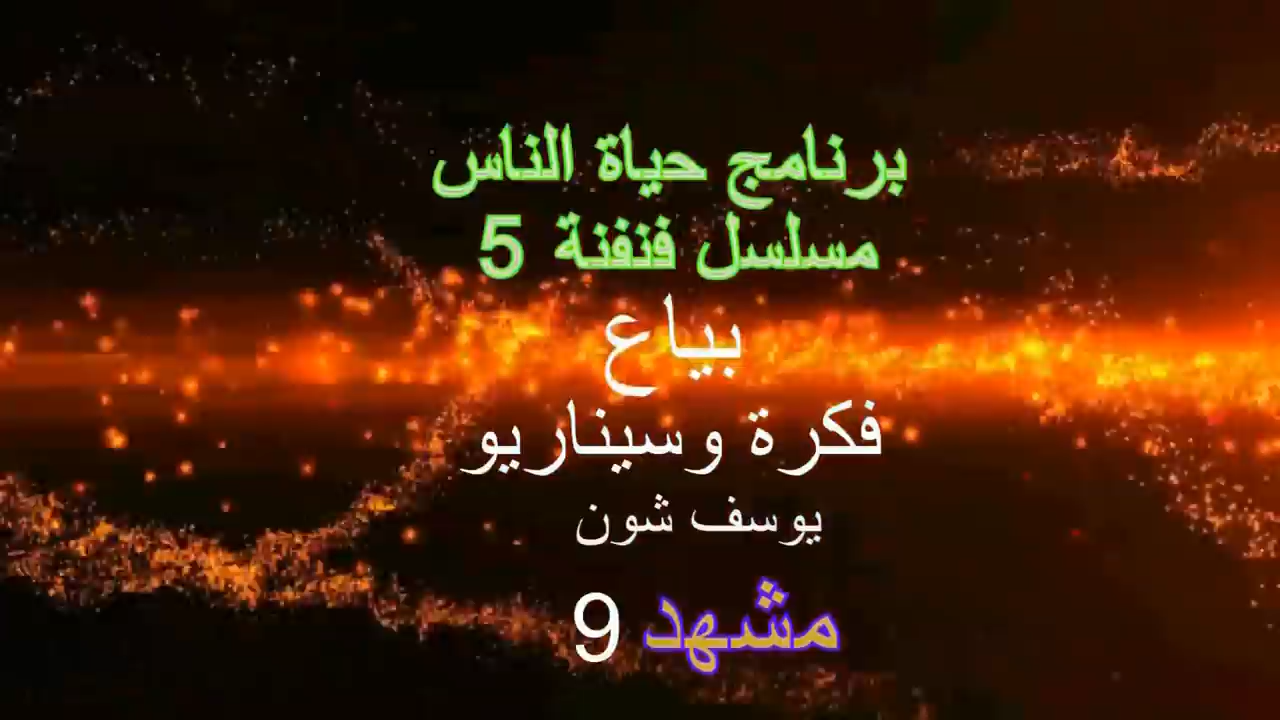 برنامج حياة الناس
مسلسل فنفنة 5
بياع
فكرة وسيناريو
يوسف شون
مشهد 9